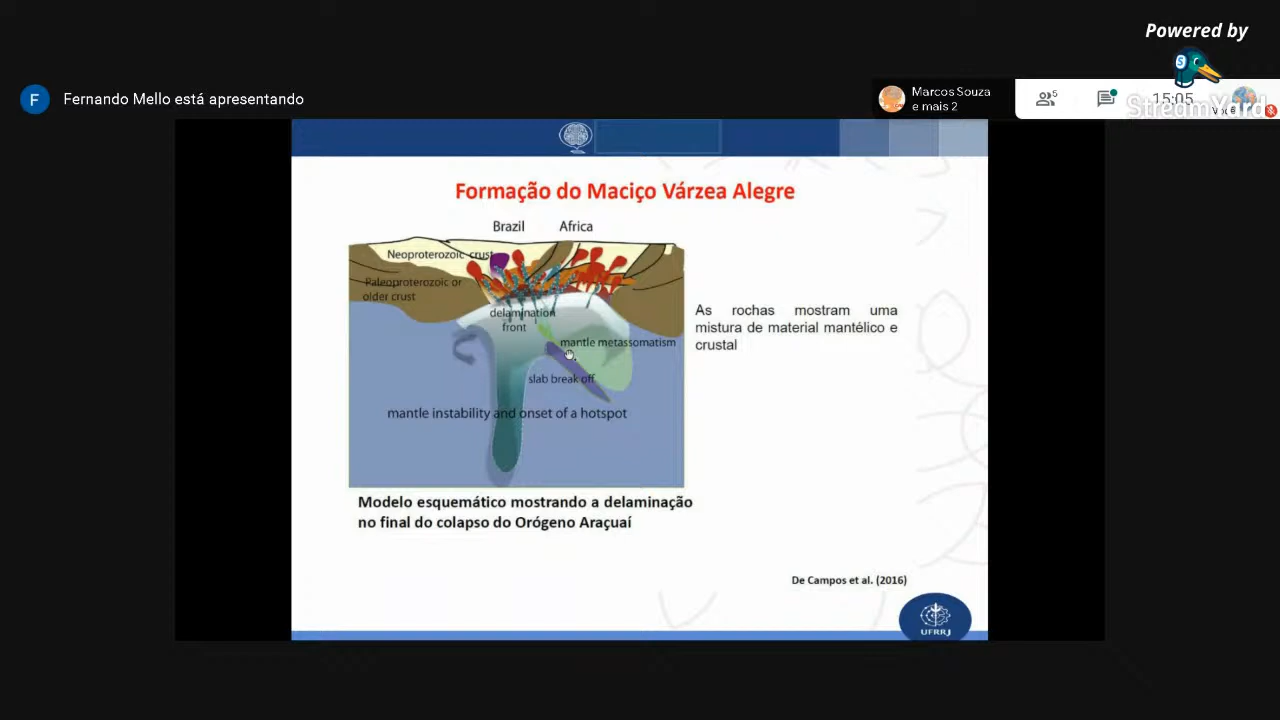 Powered by
S
StreamYard
F
Fernando Mello está apresentando
Marcos Souza
e mais 2
5
15:05
Você
Formação do Maciço Várzea Alegre
Brazil Africa
Neoproterozoic crust
Paleoproterozoic or
older crust
delamination
front
mantle metassomatism
slab break off
mantle instability and onset of a hotspot
As rochas mostram uma
mistura de material mantélico e
crustal
Modelo esquemático mostrando a delaminação
no final do colapso do Orógeno Araçuaí
De Campos et al. (2016)
UFRRJ